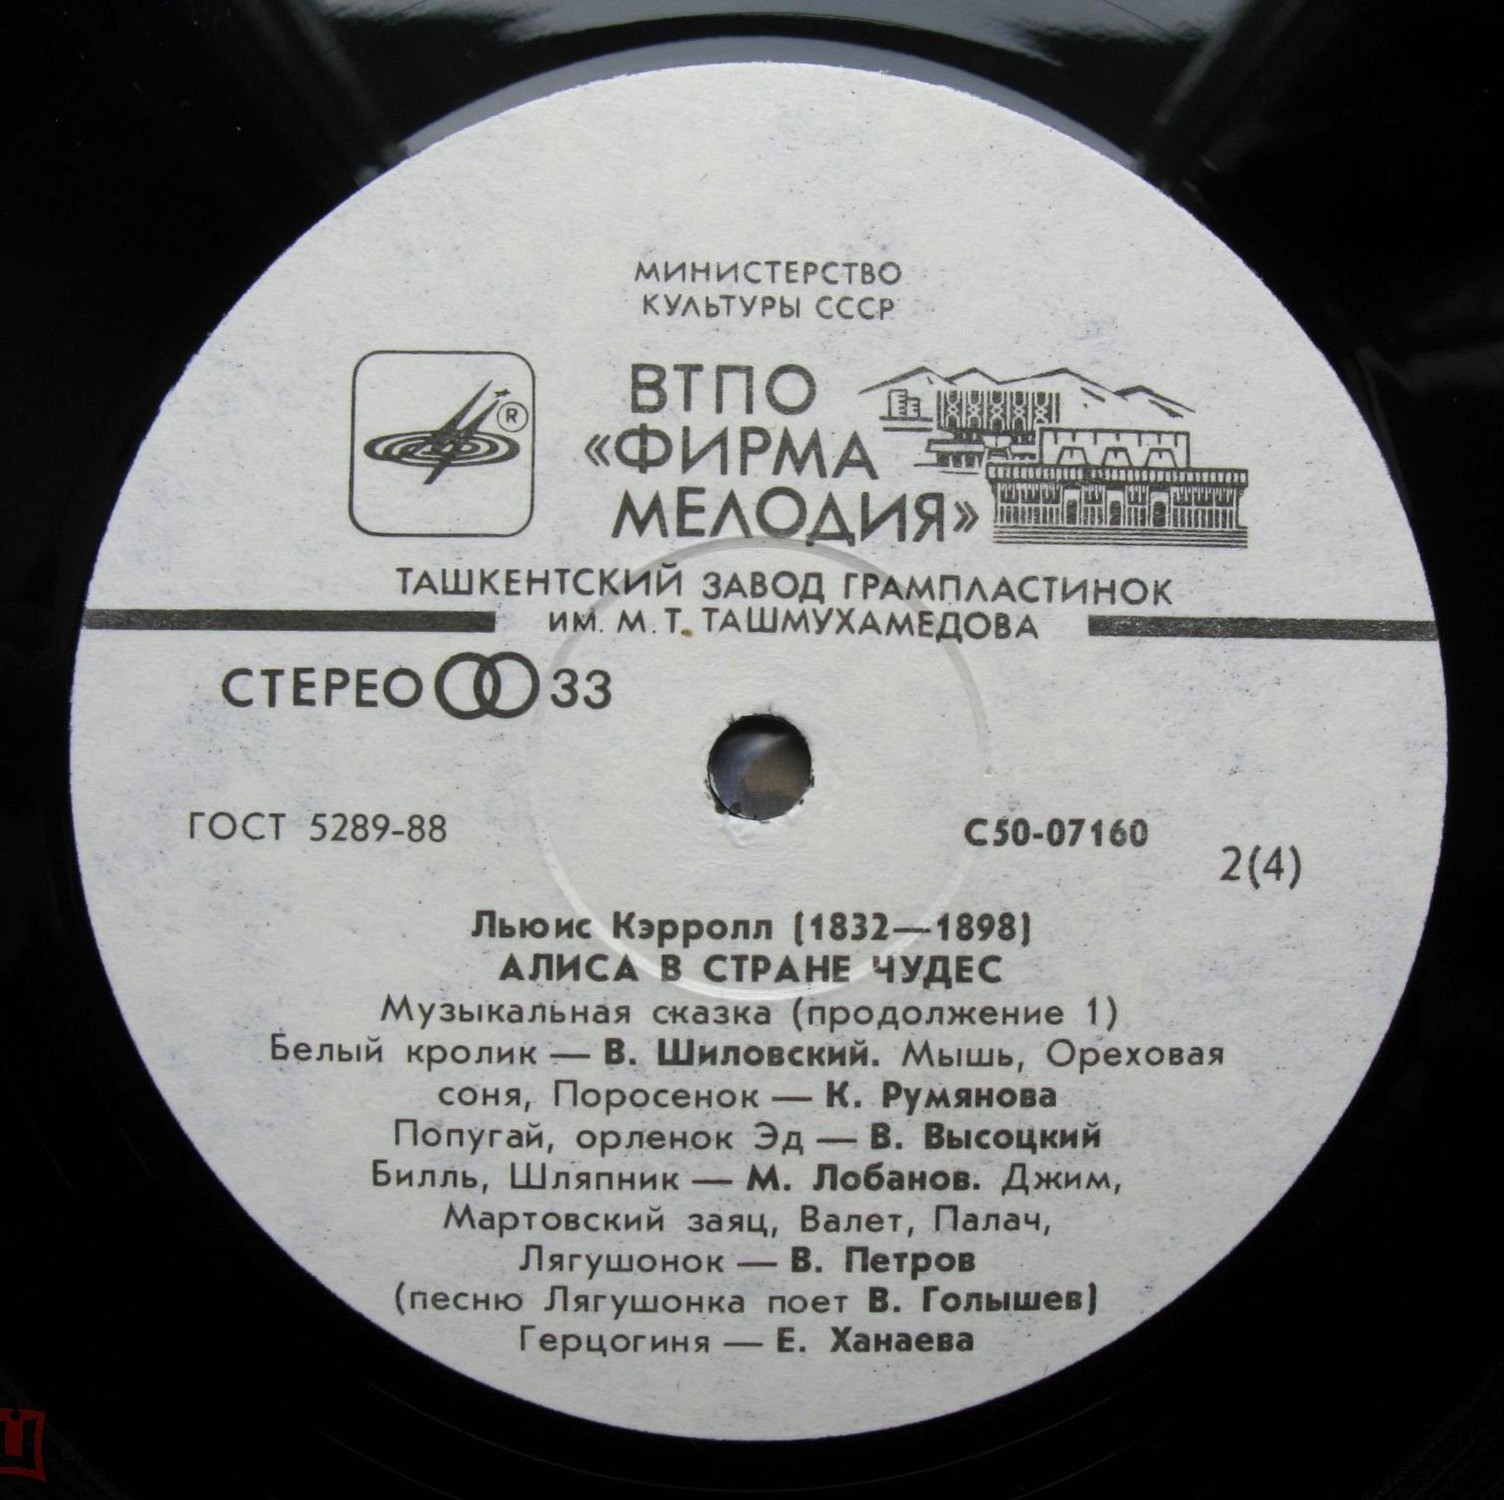 МИНИСТЕРСТВО
КУЛЬТУРЫ СССР
ВТПО
«ФИРМА
МЕЛОДИЯ»
®
ТАШКЕНТСКИЙ ЗАВОД ГРАМПЛАСТИНОК
ИМ. М.Т. ТАШМУХАМЕДОВА
СТЕРЕО 33
ГОСТ 5289-88
С50-07160
2(4)
Льюис Кэрролл (1832—1898)
АЛИСА В СТРАНЕ ЧУДЕС
Музыкальная сказка (продолжение 1)
Белый кролик — В. Шиловский. Мышь, Ореховая
соня, Поросенок — К. Румянова
Попугай, орленок Эд — В. Высоцкий
Билль, Шляпник — М. Лобанов. Джим,
Мартовский заяц, Валет, Палач,
Лягушонок — В. Петров
(песню Лягушонка поет В. Голышев)
Герцогиня — Е. Ханаева